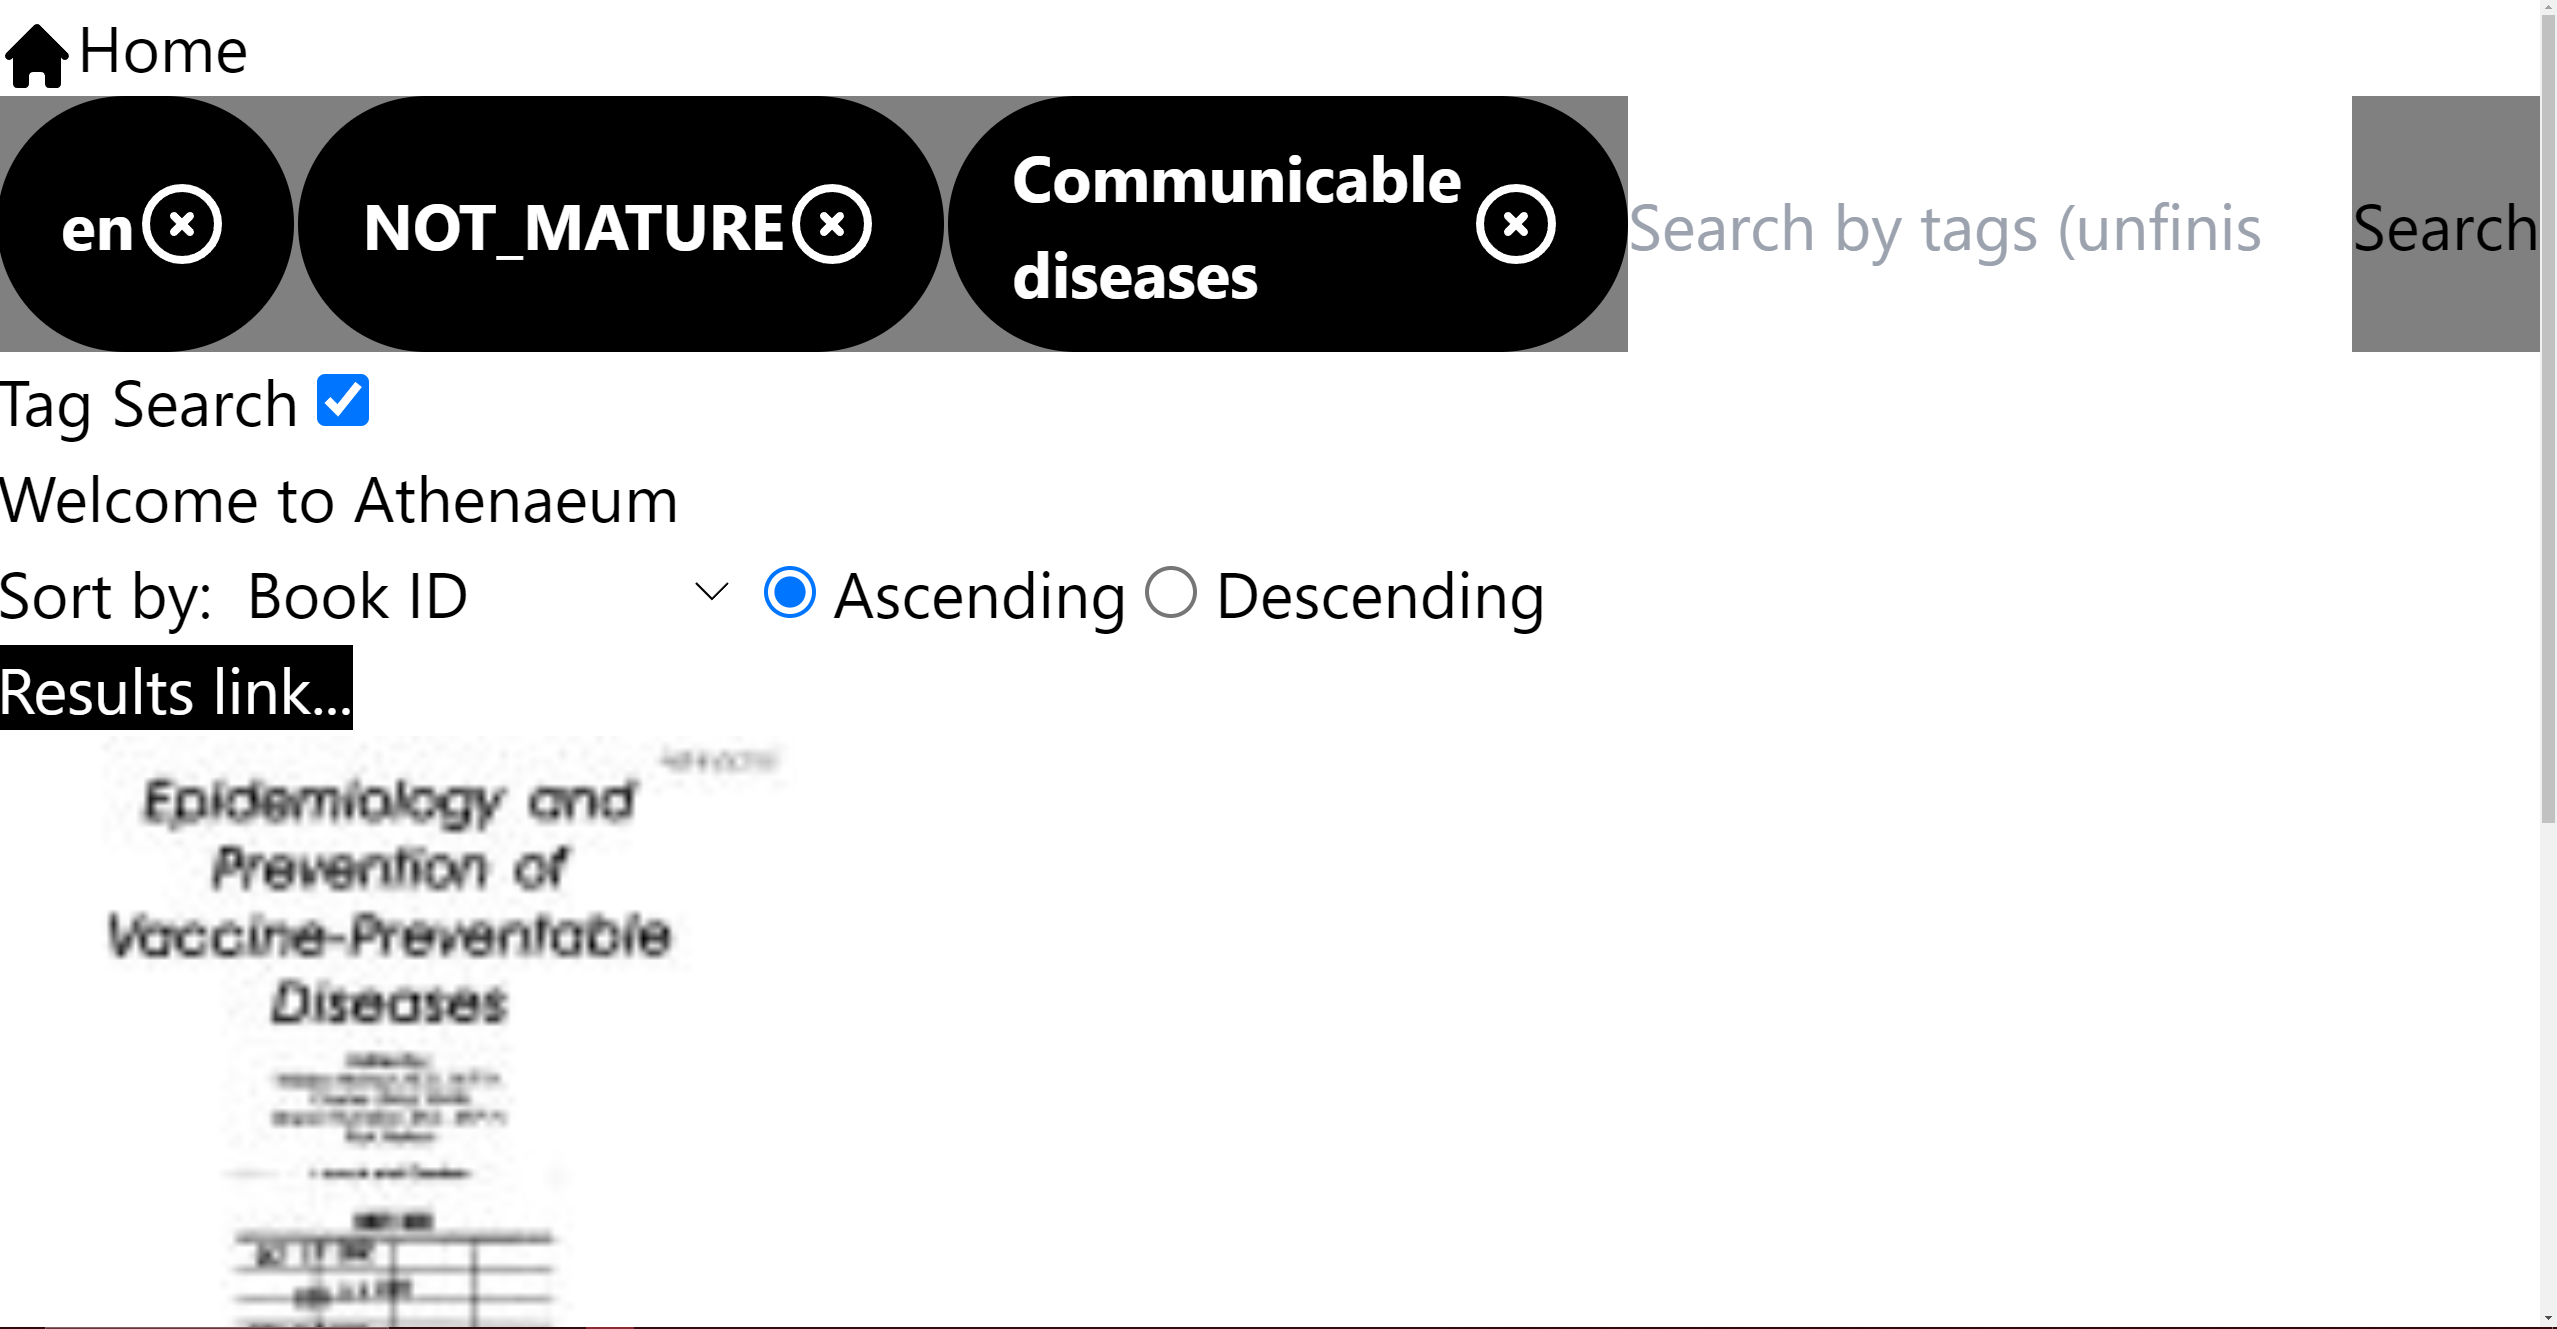 Home
en NOT_MATURE Communicable diseases Search by tags (unfinis Search
Tag Search
Welcome to Athenaeum
Sort by: Book ID Ascending Descending
Results link...
Epidemiology and
Prevention of
Vaccine-Preventable
Diseases